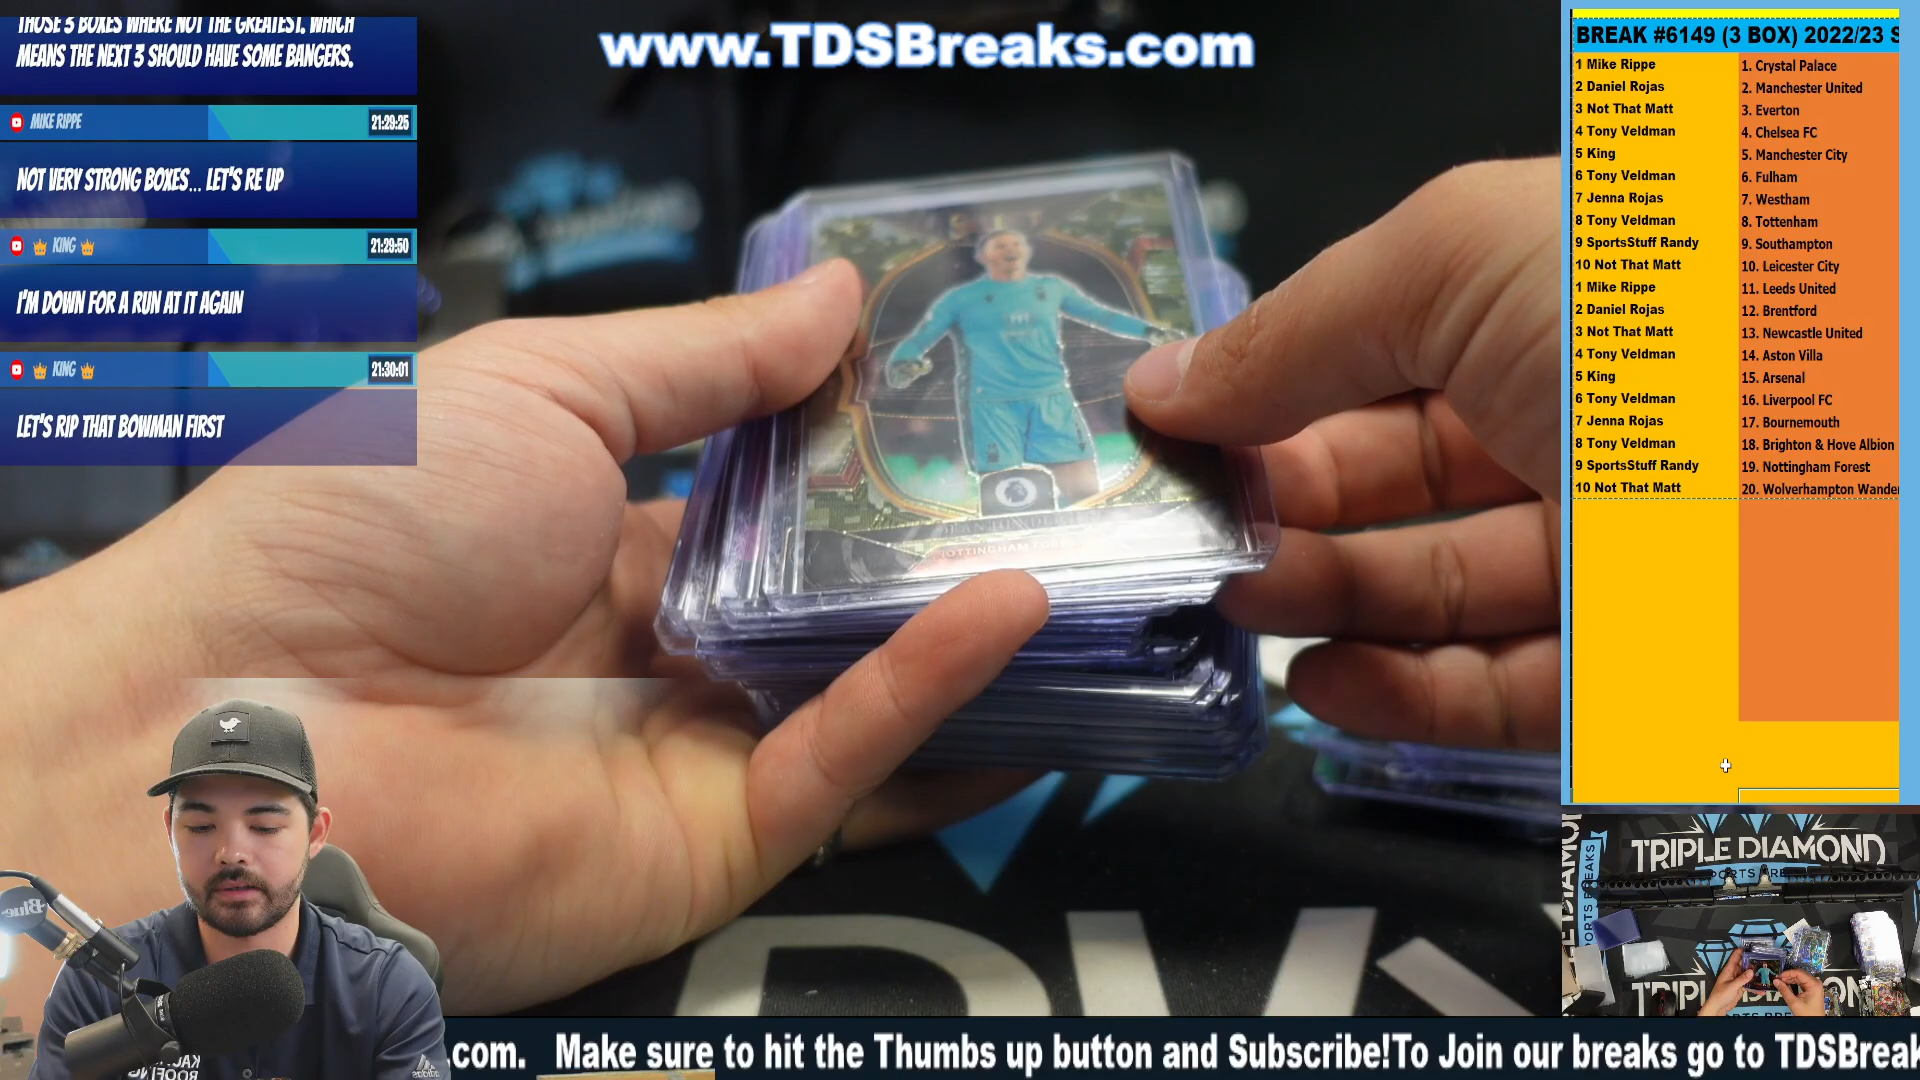 THOSE 3 BOXES WHERE NOT THE GREATEST, WHICH
MEANS THE NEXT 3 SHOULD HAVE SOME BANGERS.
MIKE RIPPE
21:29:25
NOT VERY STRONG BOXES... LET'S RE UP
KING
21:29:50
I'M DOWN FOR A RUN AT IT AGAIN
KING
21:30:01
LET'S RIP THAT BOWMAN FIRST
www.TDSBreaks.com
SELECT
NOTTINGHAM
BREAK #6149 (3 BOX) 2022/23 S
1 Mike Rippe
2 Daniel Rojas
3 Not That Matt
4 Tony Veldman
5 King
6 Tony Veldman
7 Jenna Rojas
8 Tony Veldman
9 SportsStuff Randy
10 Not That Matt
1 Mike Rippe
2 Daniel Rojas
3 Not That Matt
4 Tony Veldman
5 King
6 Tony Veldman
7 Jenna Rojas
8 Tony Veldman
9 SportsStuff Randy
10 Not That Matt
1. Crystal Palace
2. Manchester United
3. Everton
4. Chelsea FC
5. Manchester City
6. Fulham
7. Westham
8. Tottenham
9. Southampton
10. Leicester City
11. Leeds United
12. Brentford
13. Newcastle United
14. Aston Villa
15. Arsenal
16. Liverpool FC
17. Bournemouth
18. Brighton & Hove Albion
19. Nottingham Forest
20. Wolverhampton Wande
TRIPLE DIAMOND
Blue
.com. Make sure to hit the Thumbs up button and Subscribe!To Join our breaks go to TDSBreak